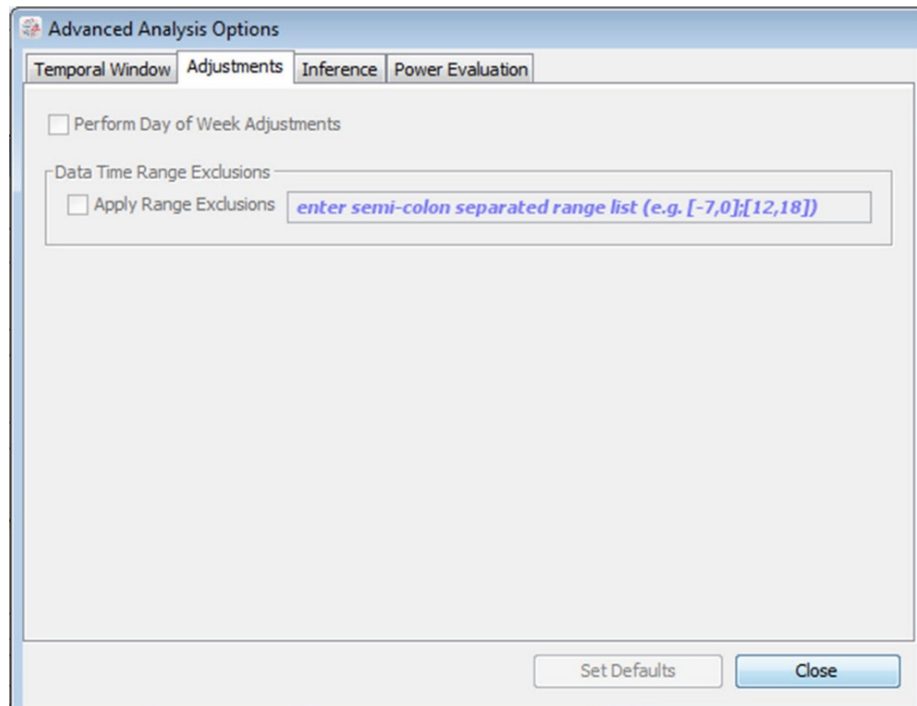 Advanced Analysis Options
Temporal Window Adjustments Inference Power Evaluation
Perform Day of Week Adjustments
Data Time Range Exclusions
Apply Range Exclusions enter semi-colon separated range list (e.g. [-7,0];[12,18])
Set Defaults Close